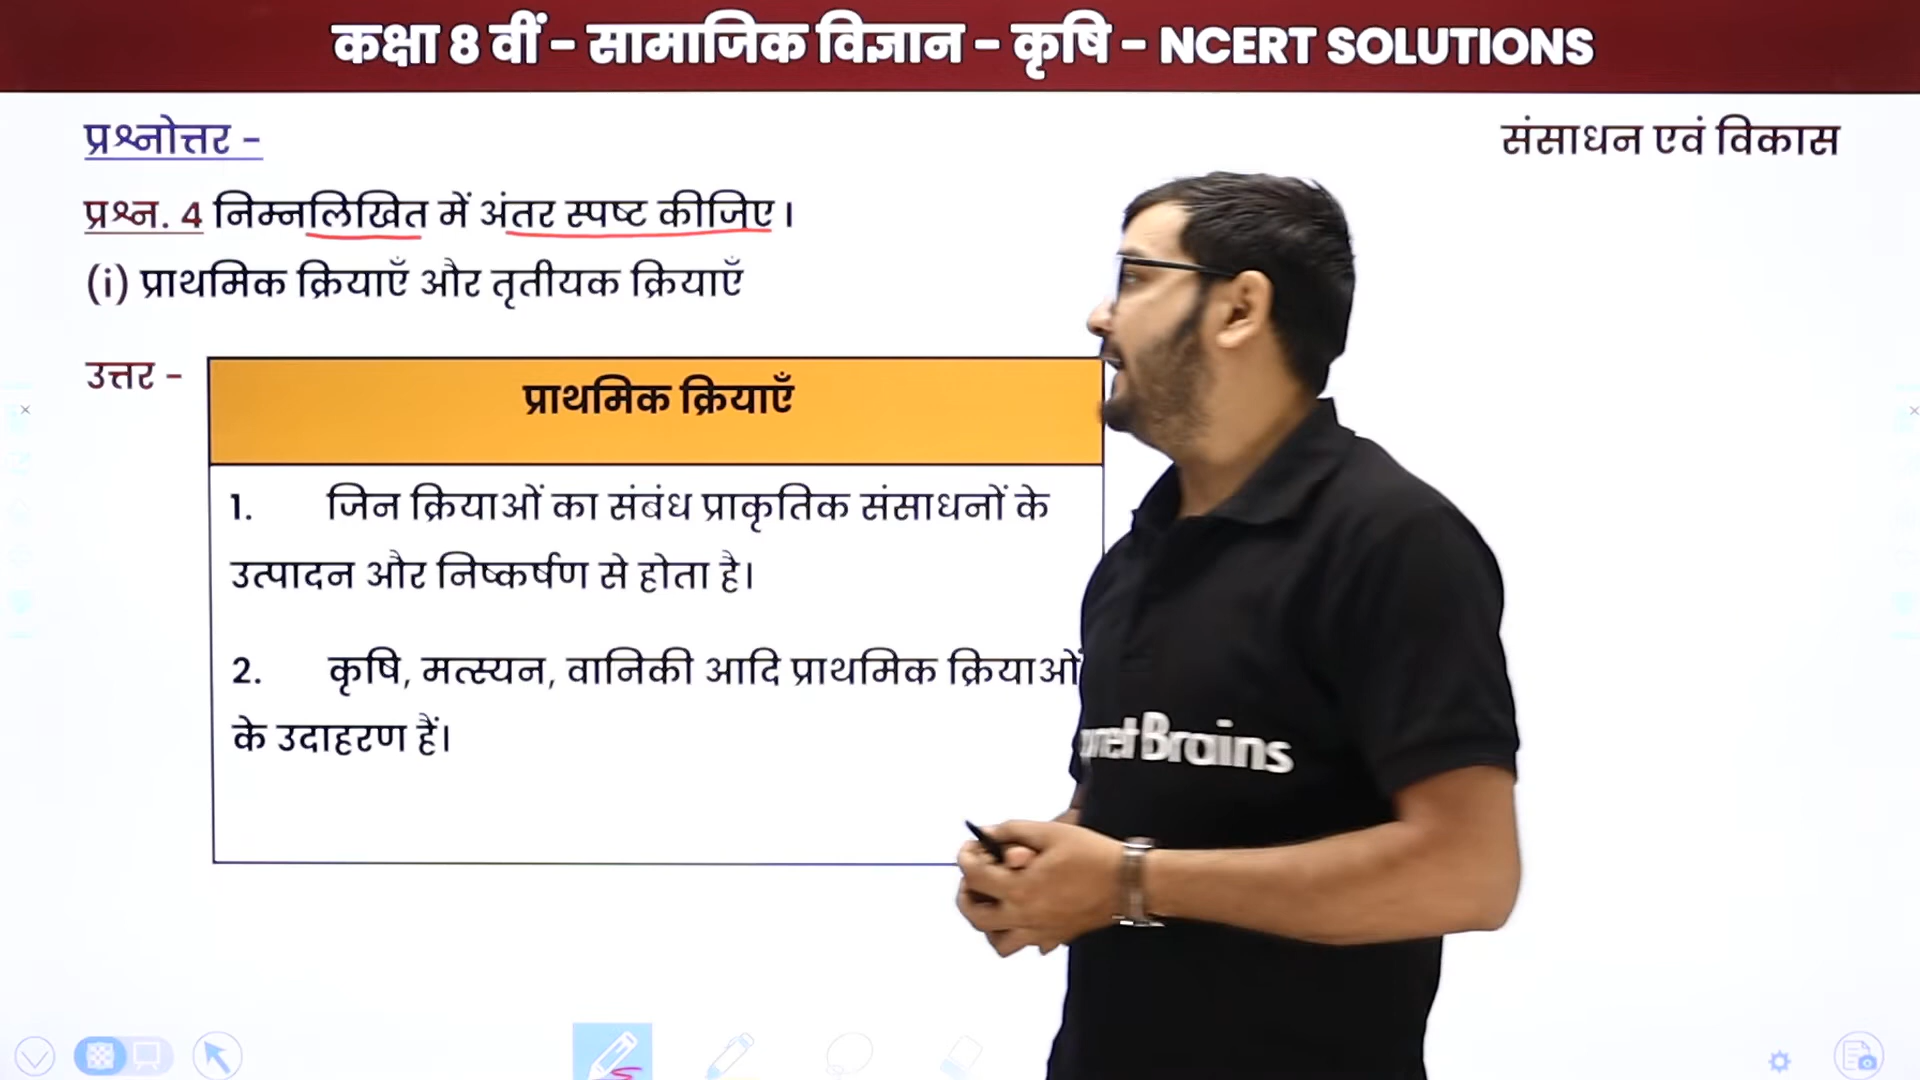 कक्षा 8 वीं - सामाजिक विज्ञान - कृषि - NCERT SOLUTIONS
प्रश्नोत्तर -
संसाधन एवं विकास
प्रश्न. 4 निम्नलिखित में अंतर स्पष्ट कीजिए ।
(i) प्राथमिक क्रियाएँ और तृतीयक क्रियाएँ
उत्तर -
प्राथमिक क्रियाएँ
1. जिन क्रियाओं का संबंध प्राकृतिक संसाधनों के
उत्पादन और निष्कर्षण से होता है।
2. कृषि, मत्स्यन, वानिकी आदि प्राथमिक क्रियाओं
के उदाहरण हैं।
Brains